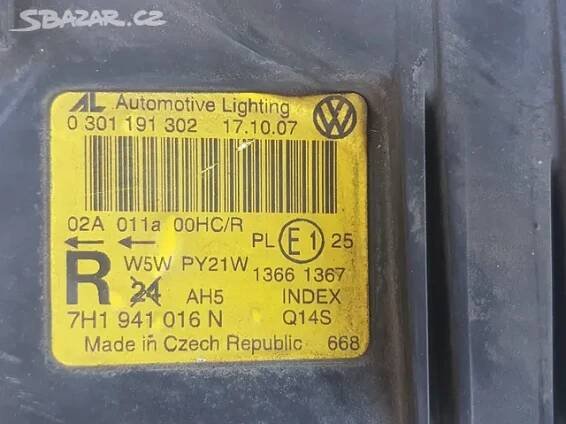 SBAZAR.CZ
AL Automotive Lighting
0 301 191 302 17.10.07
02A 011a 00HC/R
PL E1 25
R W5W PY21W 1366 1367
24 AH5 INDEX
7H1 941 016 N Q14S
Made in Czech Republic 668